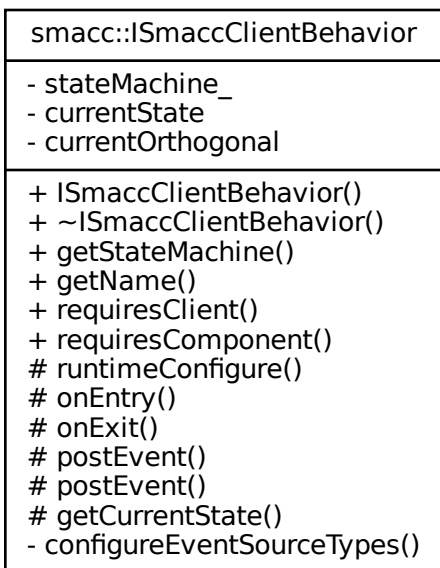 smacc::ISmaccClientBehavior
- stateMachine_
- currentState
- currentOrthogonal
+ ISmaccClientBehavior()
+ ~ISmaccClientBehavior()
+ getStateMachine()
+ getName()
+ requiresClient()
+ requiresComponent()
# runtimeConfigure()
# onEntry()
# onExit()
# postEvent()
# postEvent()
# getCurrentState()
- configureEventSourceTypes()